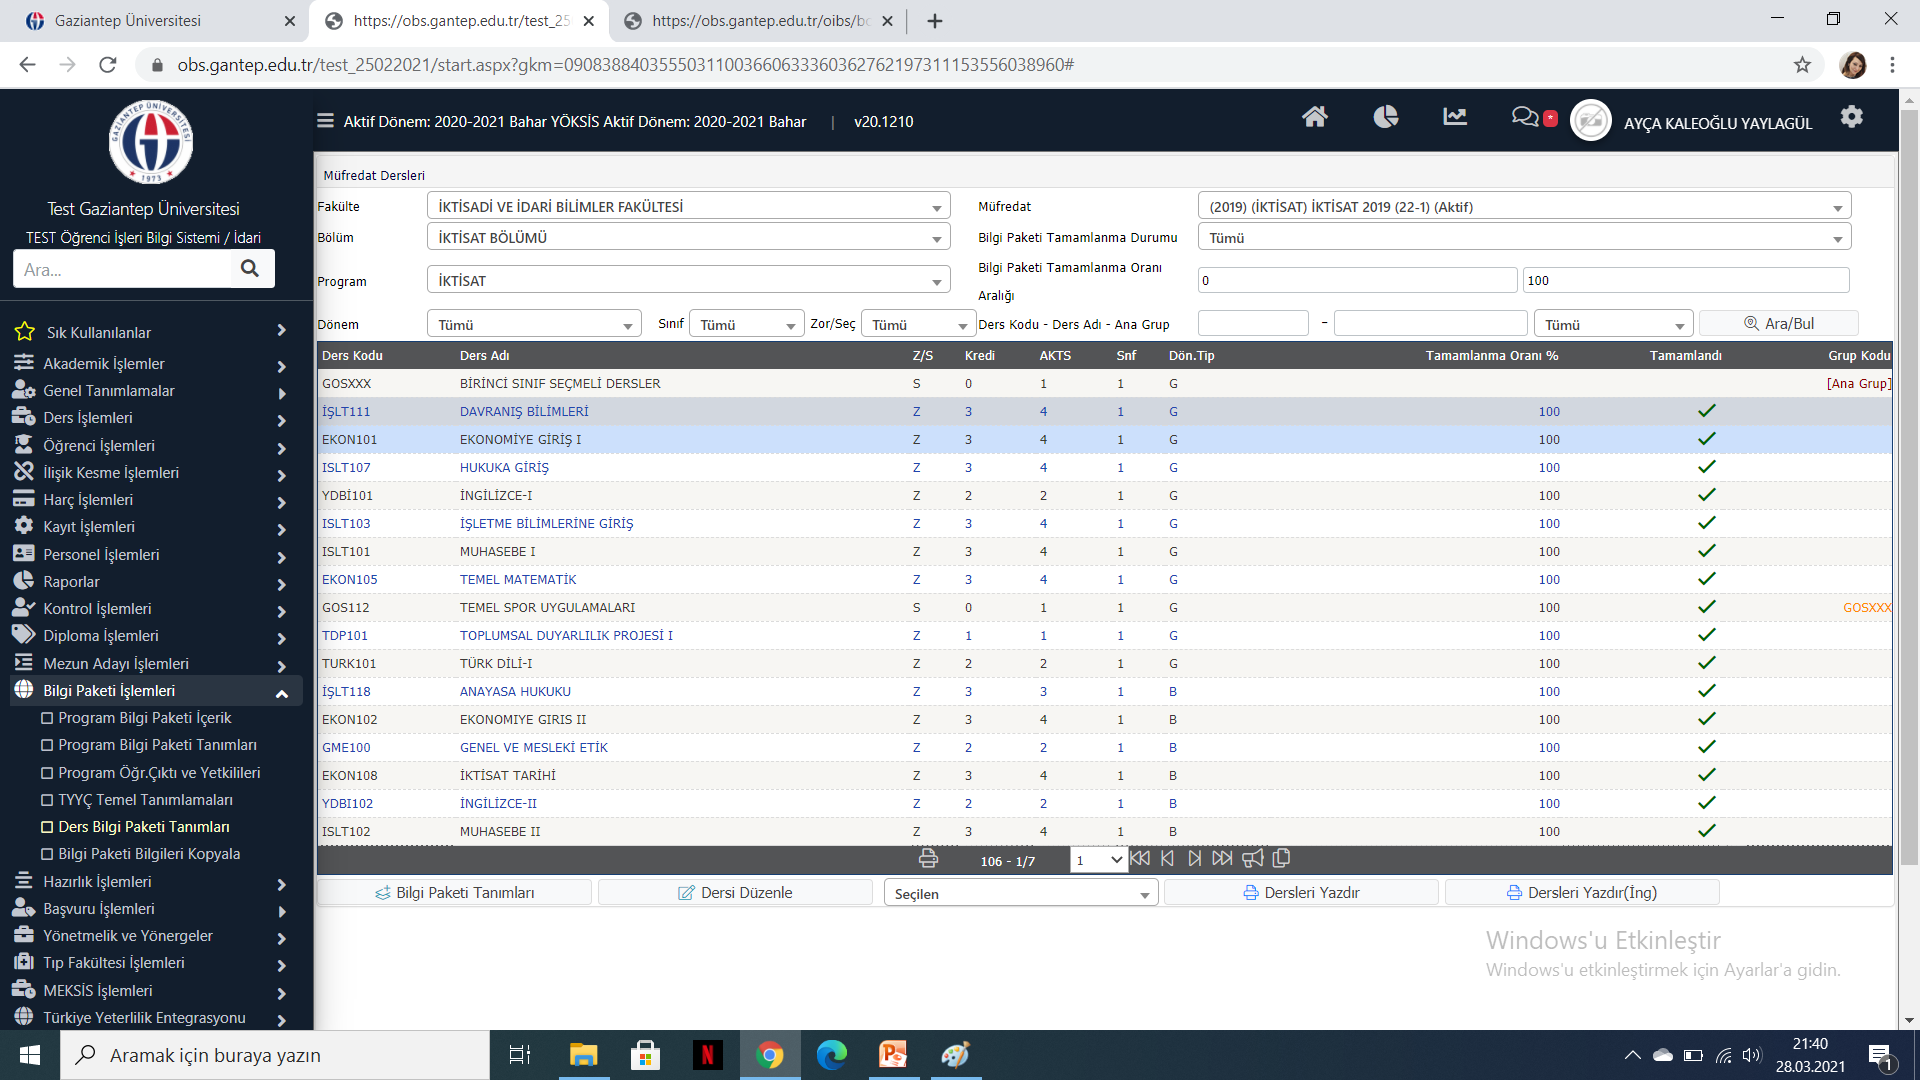 Gaziantep Üniversitesi
https://obs.gantep.edu.tr/test_25
https://obs.gantep.edu.tr/oibs/bo
obs.gantep.edu.tr/test_25022021/start.aspx?gkm=09083884035550311003660633360362762197311153556038960#
GAZİANTEP ÜNİVERSİTESİ
1973
Test Gaziantep Üniversitesi
TEST Öğrenci İşleri Bilgi Sistemi / İdari
Ara...
Sık Kullanılanlar
Akademik İşlemler
Genel Tanımlamalar
Ders İşlemleri
Öğrenci İşlemleri
İlişik Kesme İşlemleri
Harç İşlemleri
Kayıt İşlemleri
Personel İşlemleri
Raporlar
Kontrol İşlemleri
Diploma İşlemleri
Mezun Adayı İşlemleri
Bilgi Paketi İşlemleri
Program Bilgi Paketi İçerik
Program Bilgi Paketi Tanımları
Program Öğr.Çıktı ve Yetkilileri
TYYÇ Temel Tanımlamaları
Ders Bilgi Paketi Tanımları
Bilgi Paketi Bilgileri Kopyala
Hazırlık İşlemleri
Başvuru İşlemleri
Yönetmelik ve Yönergeler
Tıp Fakültesi İşlemleri
MEKSİS İşlemleri
Türkiye Yeterlilik Entegrasyonu
Aktif Dönem: 2020-2021 Bahar YÖKSİS Aktif Dönem: 2020-2021 Bahar | v20.1210
* AYÇA KALEOĞLU YAYLAGÜL
Müfredat Dersleri
Fakülte İKTİSADİ VE İDARİ BİLİMLER FAKÜLTESİ Müfredat (2019) (İKTİSAT) İKTİSAT 2019 (22-1) (Aktif)
Bölüm İKTİSAT BÖLÜMÜ Bilgi Paketi Tamamlanma Durumu Tümü
Program İKTİSAT Bilgi Paketi Tamamlanma Oranı Aralığı 0 100
Dönem Tümü Sınıf Tümü Zor/Seç Tümü Ders Kodu - Ders Adı - Ana Grup - Tümü Ara/Bul
Ders Kodu Ders Adı Z/S Kredi AKTS Snf Dön.Tip Tamamlanma Oranı % Tamamlandı Grup Kodu
GOSXXX BİRİNCİ SINIF SEÇMELİ DERSLER S 0 1 1 G [Ana Grup]
İŞLT111 DAVRANIŞ BİLİMLERİ Z 3 4 1 G 100
EKON101 EKONOMİYE GİRİŞ I Z 3 4 1 G 100
ISLT107 HUKUKA GİRİŞ Z 3 4 1 G 100
YDBİ101 İNGİLİZCE-I Z 2 2 1 G 100
ISLT103 İŞLETME BİLİMLERİNE GİRİŞ Z 3 4 1 G 100
ISLT101 MUHASEBE I Z 3 4 1 G 100
EKON105 TEMEL MATEMATİK Z 3 4 1 G 100
GOS112 TEMEL SPOR UYGULAMALARI S 0 1 1 G 100 GOSXXX
TDP101 TOPLUMSAL DUYARLILIK PROJESİ I Z 1 1 1 G 100
TURK101 TÜRK DİLİ-I Z 2 2 1 G 100
İŞLT118 ANAYASA HUKUKU Z 3 3 1 B 100
EKON102 EKONOMIYE GIRIS II Z 3 4 1 B 100
GME100 GENEL VE MESLEKİ ETİK Z 2 2 1 B 100
EKON108 İKTİSAT TARİHİ Z 3 4 1 B 100
YDBI102 İNGİLİZCE-II Z 2 2 1 B 100
ISLT102 MUHASEBE II Z 3 4 1 B 100
106 - 1/7 1
Bilgi Paketi Tanımları Dersi Düzenle Seçilen Dersleri Yazdır Dersleri Yazdır(İng)
Windows'u Etkinleştir
Windows'u etkinleştirmek için Ayarlar'a gidin.
Aramak için buraya yazın
21:40
28.03.2021
1